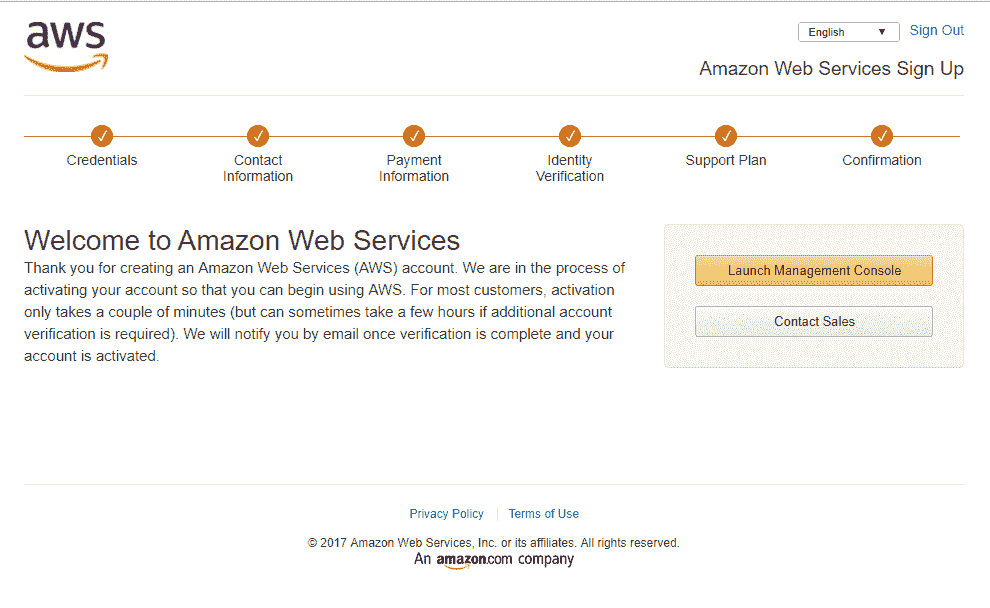 aws
English
Sign Out
Amazon Web Services Sign Up
Credentials
Contact
Information
Payment
Information
Identity
Verification
Support Plan
Confirmation
Welcome to Amazon Web Services
Thank you for creating an Amazon Web Services (AWS) account. We are in the process of
activating your account so that you can begin using AWS. For most customers, activation
only takes a couple of minutes (but can sometimes take a few hours if additional account
verification is required). We will notify you by email once verification is complete and your
account is activated.
Launch Management Console
Contact Sales
Privacy Policy
Terms of Use
© 2017 Amazon Web Services, Inc. or its affiliates. All rights reserved.
An amazon.com company